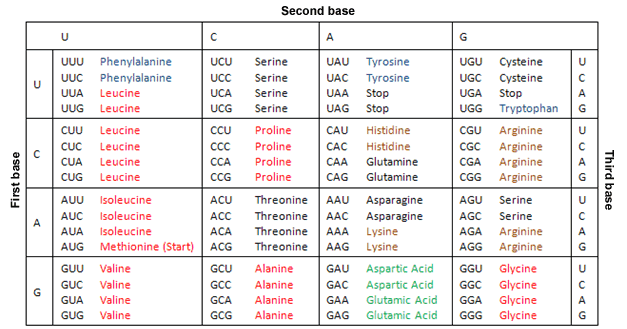 Second base
U C A G
UUU Phenylalanine UCU Serine UAU Tyrosine UGU Cysteine U
UUC Phenylalanine UCC Serine UAC Tyrosine UGC Cysteine C
U
UUA Leucine UCA Serine UAA Stop UGA Stop A
UUG Leucine UCG Serine UAG Stop UGG Tryptophan G
CUU Leucine CCU Proline CAU Histidine CGU Arginine U
CUC Leucine CCC Proline CAC Histidine CGC Arginine C
C
CUA Leucine CCA Proline CAA Glutamine CGA Arginine A
CUG Leucine CCG Proline CAG Glutamine CGG Arginine G
First base
Third base
AUU Isoleucine ACU Threonine AAU Asparagine AGU Serine U
AUC Isoleucine ACC Threonine AAC Asparagine AGC Serine C
A
AUA Isoleucine ACA Threonine AAA Lysine AGA Arginine A
AUG Methionine (Start) ACG Threonine AAG Lysine AGG Arginine G
GUU Valine GCU Alanine GAU Aspartic Acid GGU Glycine U
GUC Valine GCC Alanine GAC Aspartic Acid GGC Glycine C
G
GUA Valine GCA Alanine GAA Glutamic Acid GGA Glycine A
GUG Valine GCG Alanine GAG Glutamic Acid GGG Glycine G